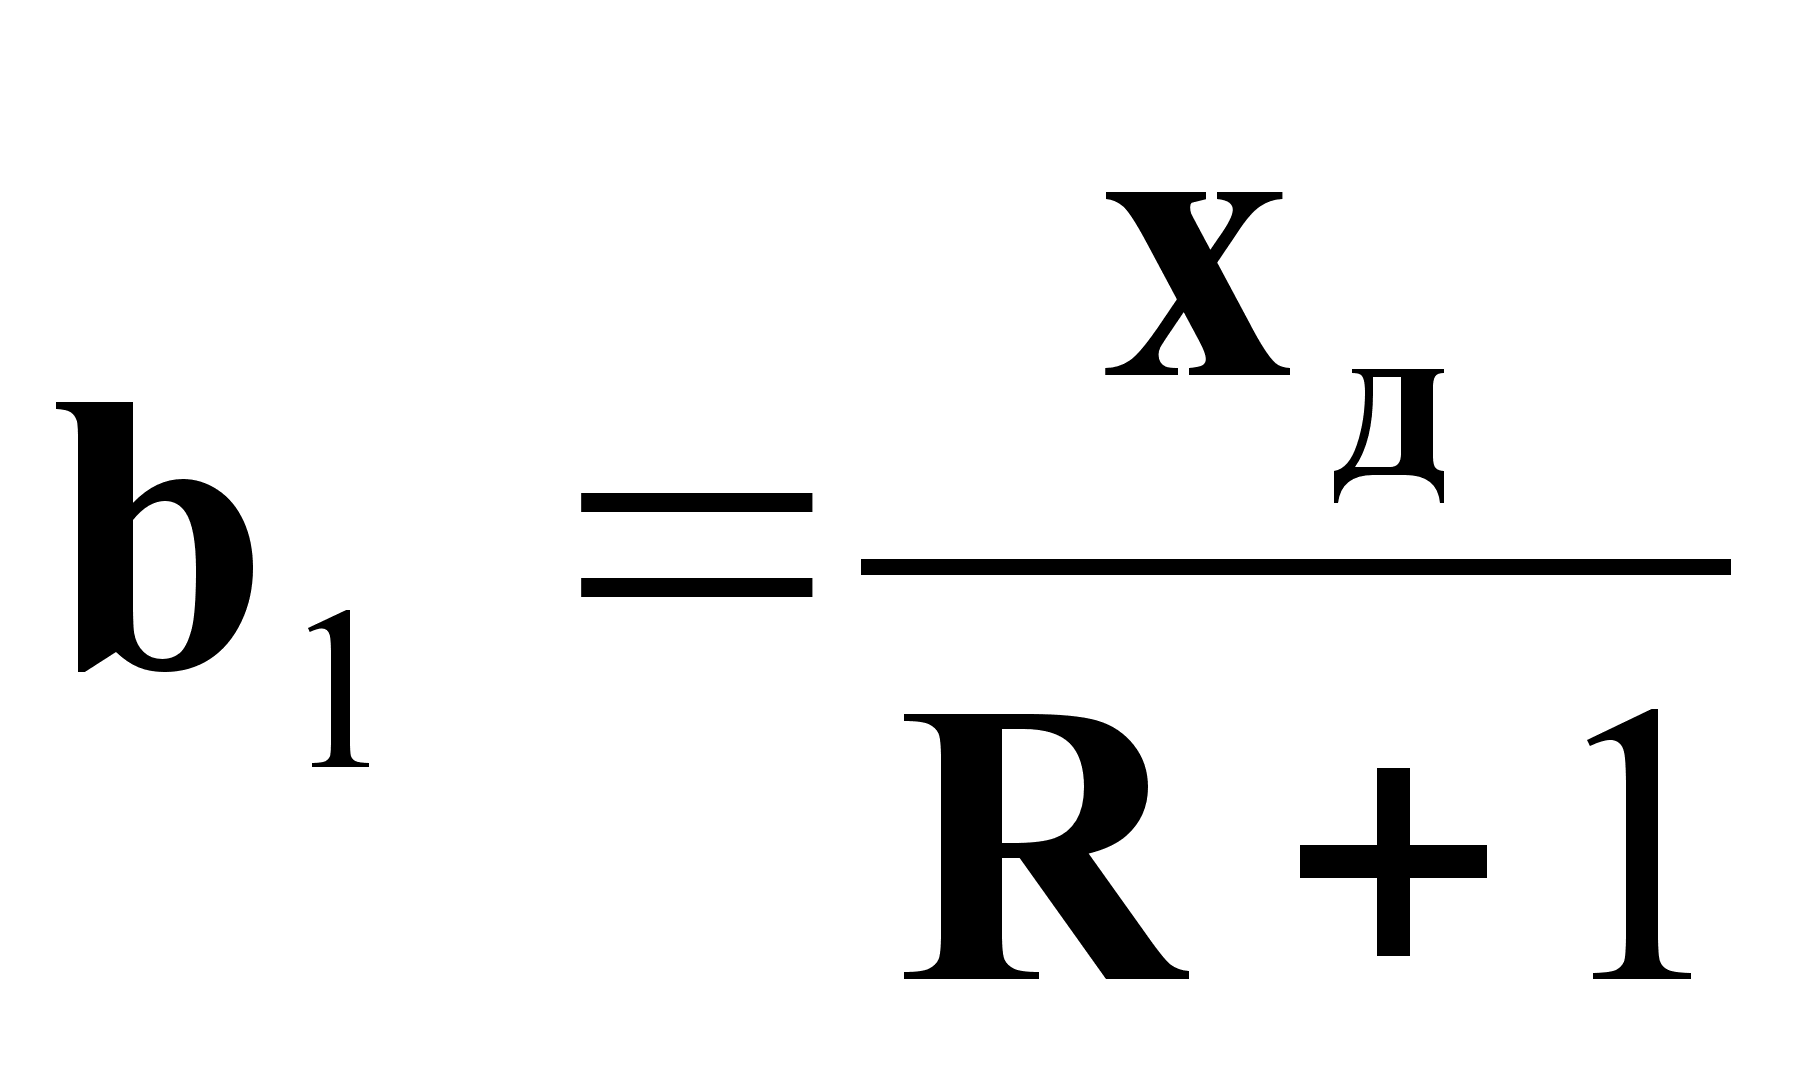 b₁ = xд / (R + 1)